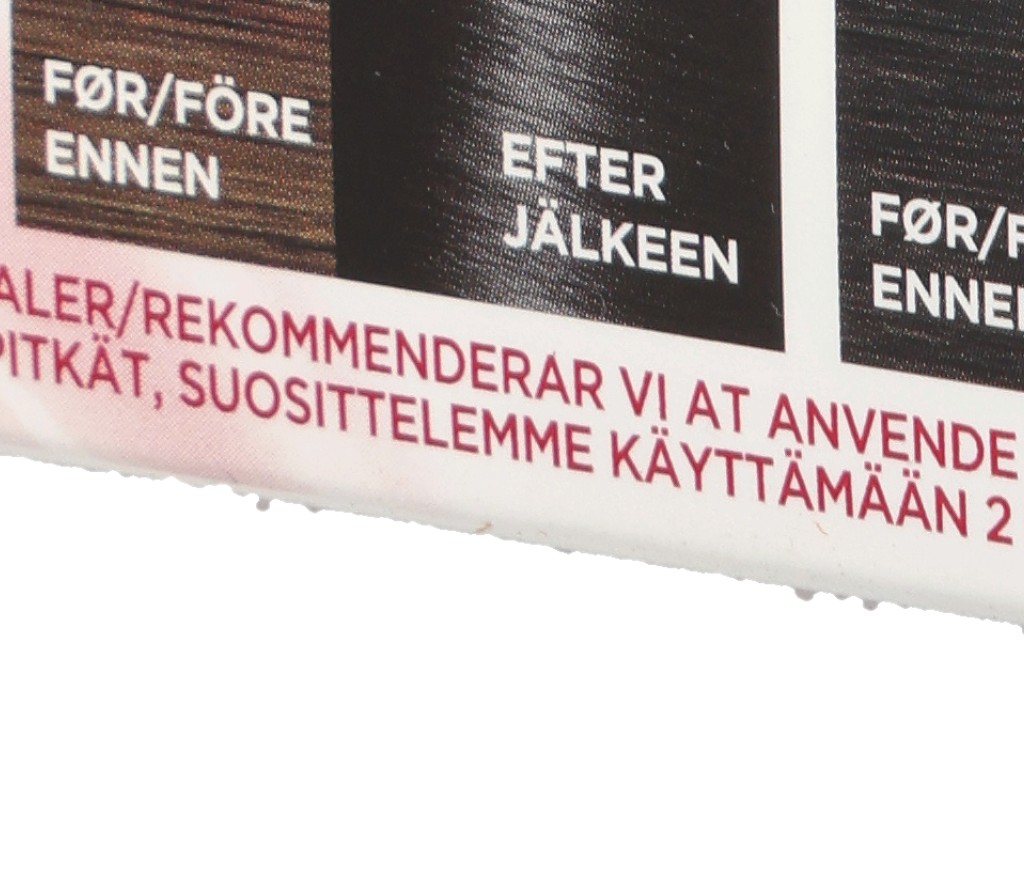 FØR/FÖRE
ENNEN
EFTER
JÄLKEEN
FØR/F
ENNE
ALER/REKOMMENDERAR VI AT ANVENDE
PITKÄT, SUOSITTELEMME KÄYTTÄMÄÄN 2